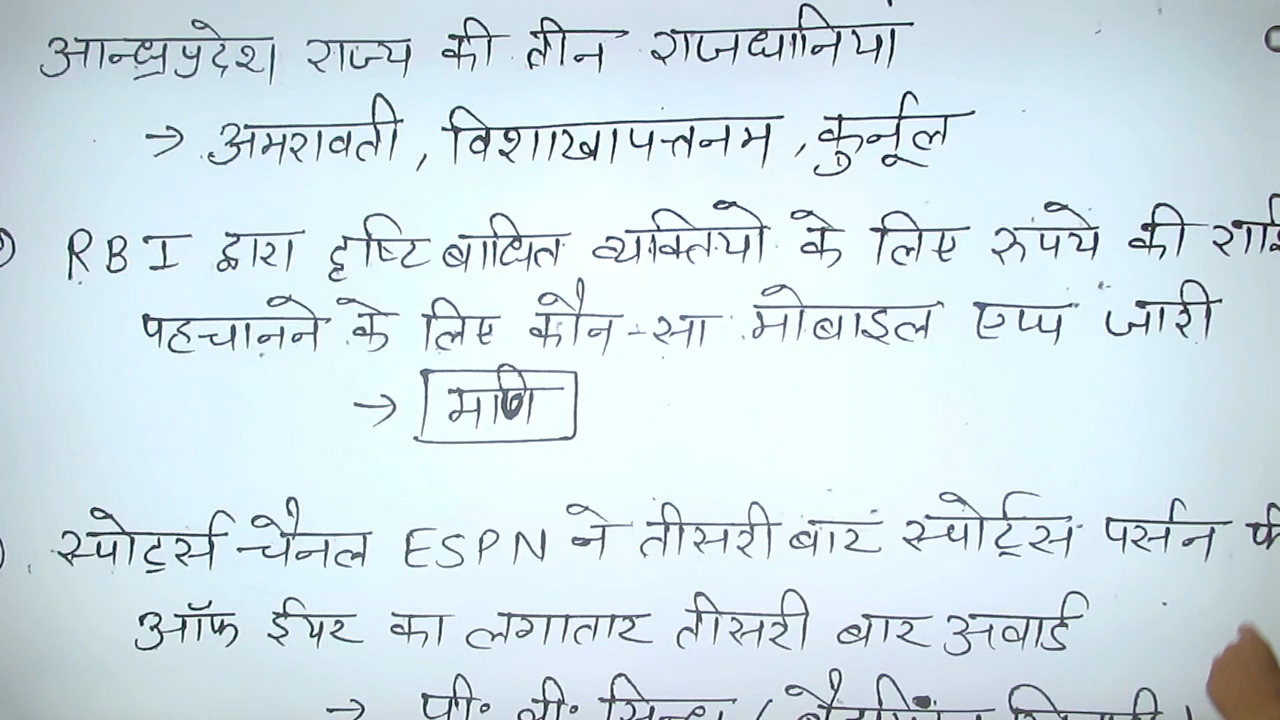 आन्ध्रप्रदेश राज्य की तीन राजधानियां
→ अमरावती, विशाखापत्तनम, कुर्नूल
RBI द्वारा दृष्टि बाधित व्यक्तियो के लिए रुपये की
पहचानने के लिए कौन-सा मोबाइल एप्प जारी
→ मणि
स्पोर्ट्स चैनल ESPN ने तीसरी बार स्पोर्ट्स पर्सन
ऑफ ईयर का लगातार तीसरी बार अवार्ड
→ पी. वी. सिन्धु